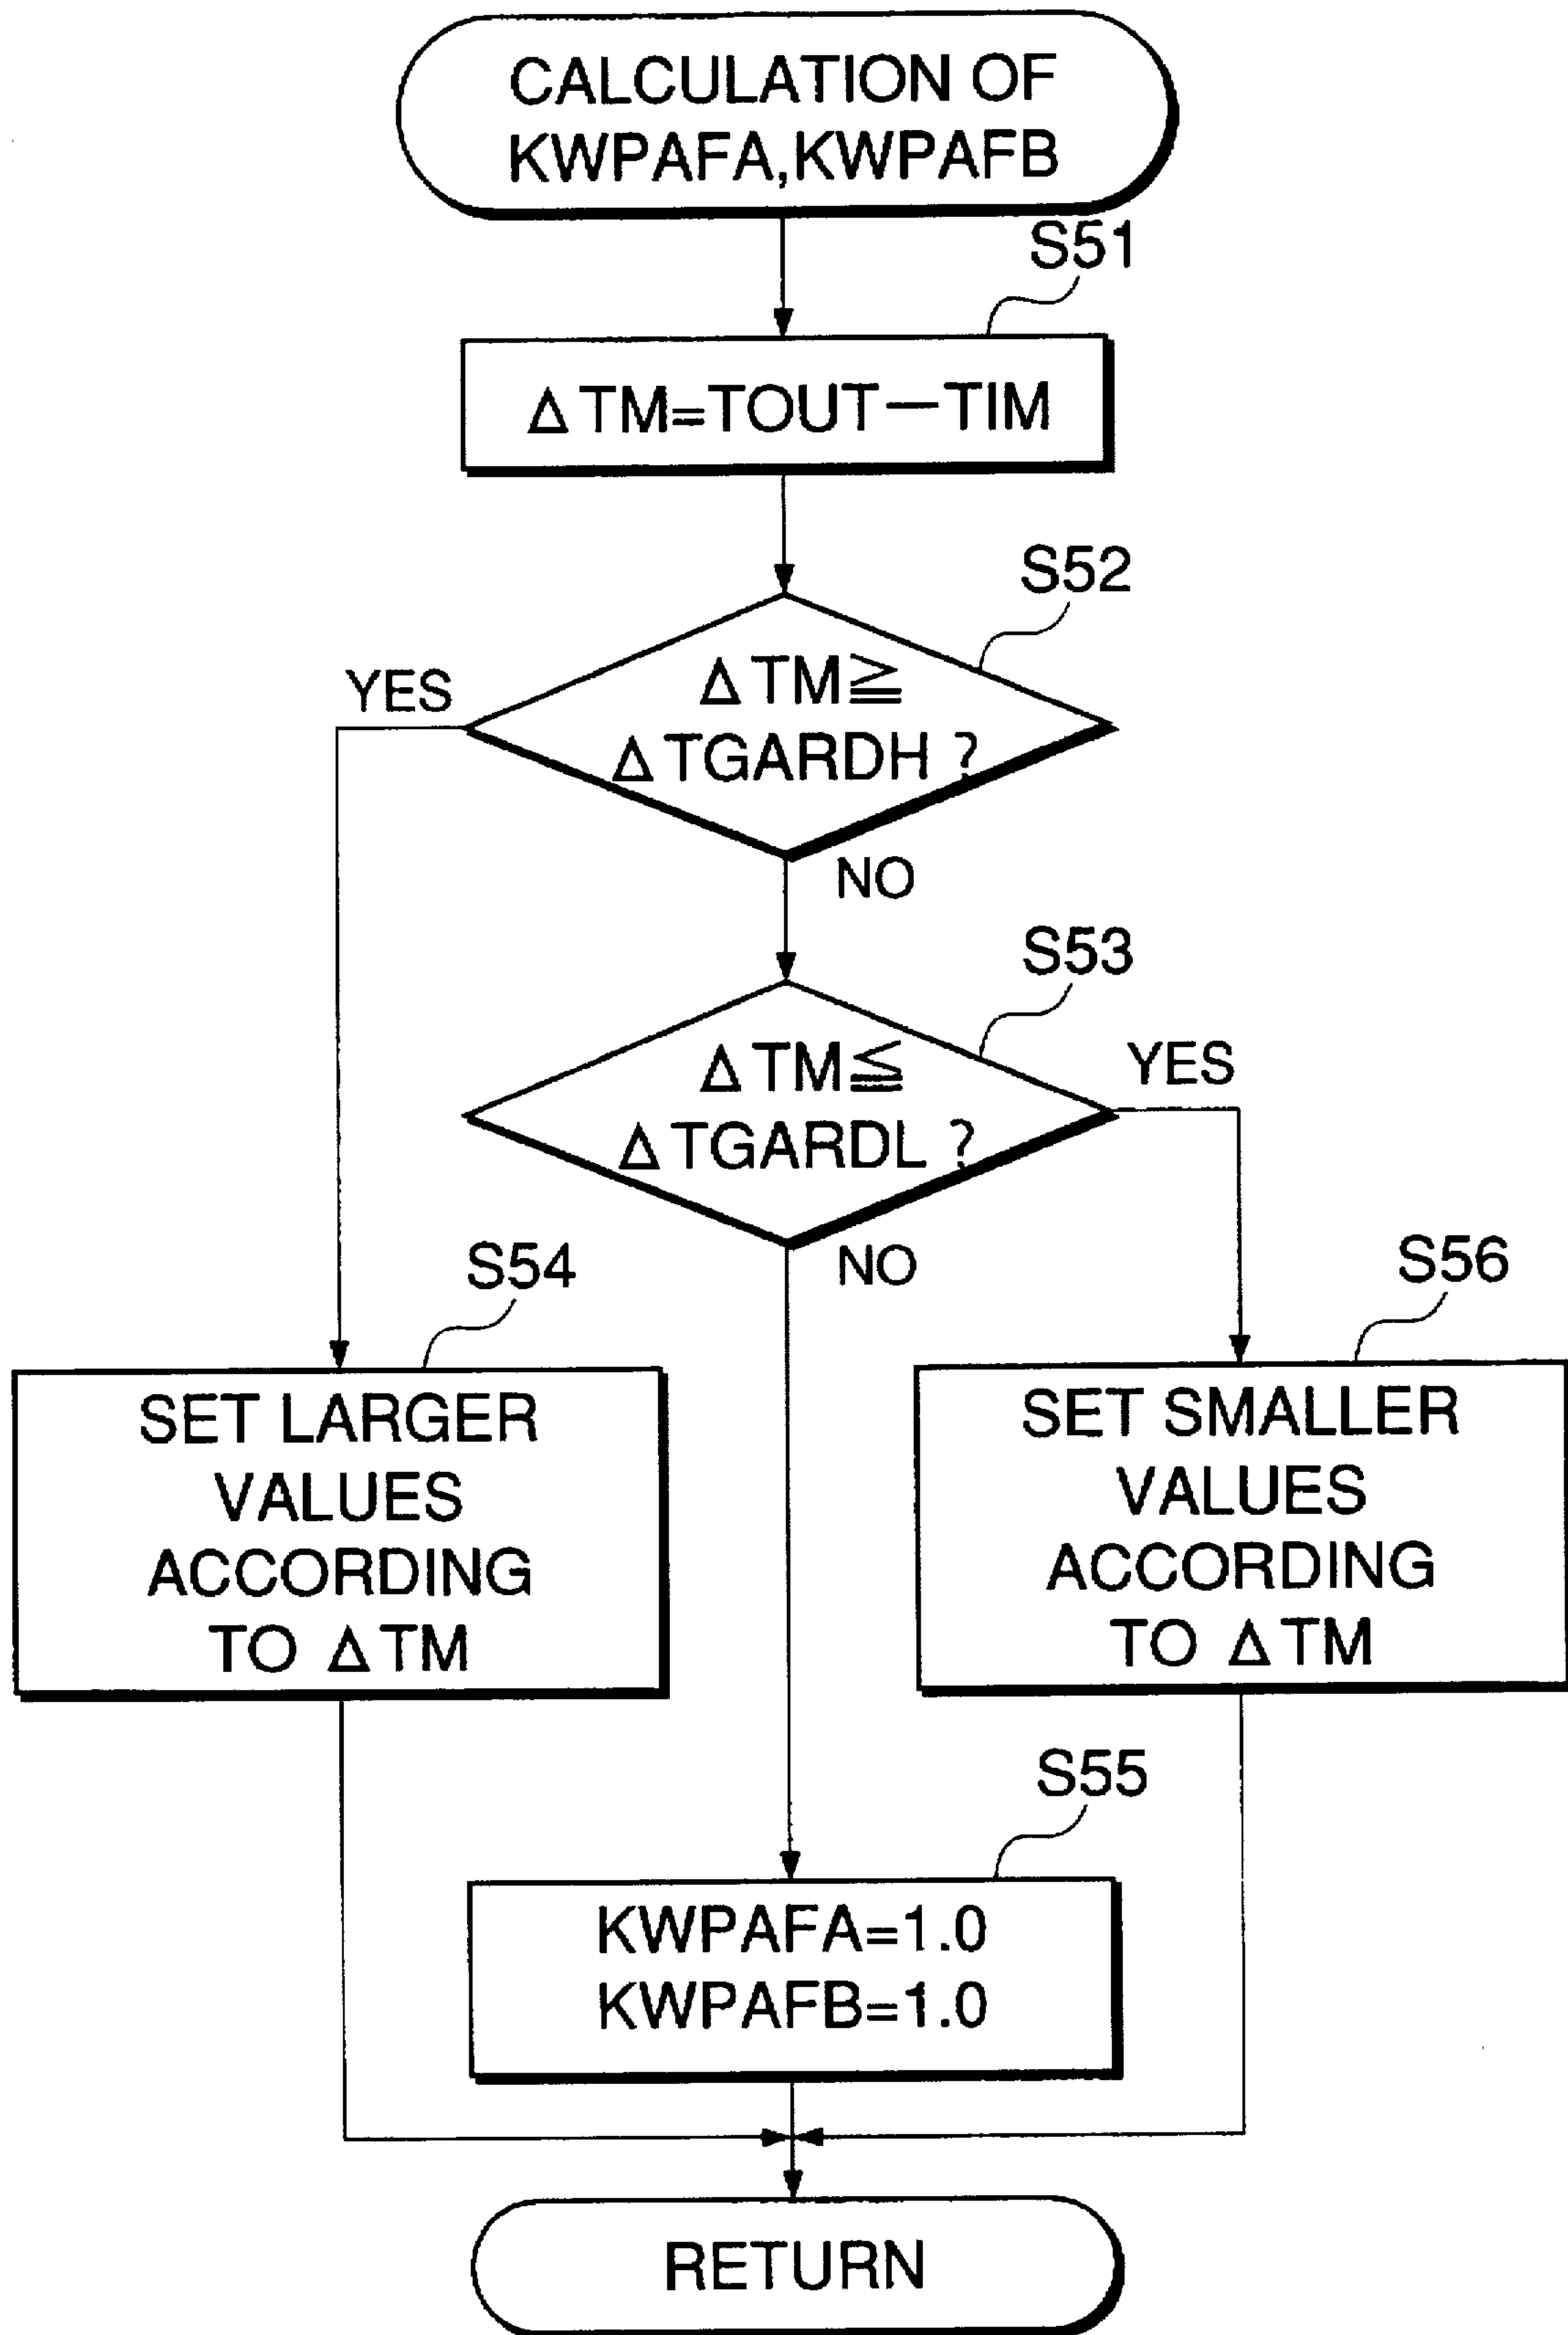 CALCULATION OF
KWPAFA,KWPAFB
S51
ΔTM=TOUT—TIM
S52
ΔTM≧
ΔTGARDH ?
YES
NO
S53
ΔTM≦
ΔTGARDL ?
YES
NO
S54
SET LARGER
VALUES
ACCORDING
TO ΔTM
S56
SET SMALLER
VALUES
ACCORDING
TO ΔTM
S55
KWPAFA=1.0
KWPAFB=1.0
RETURN